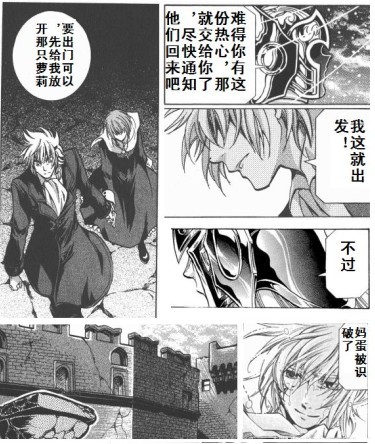 难得你有这
份热心，那
就交给你了
，尽快通知
他们回来吧
我这就出
发！
不过
要出门可以
，先给我放
开那只萝莉
妈蛋被识
破了